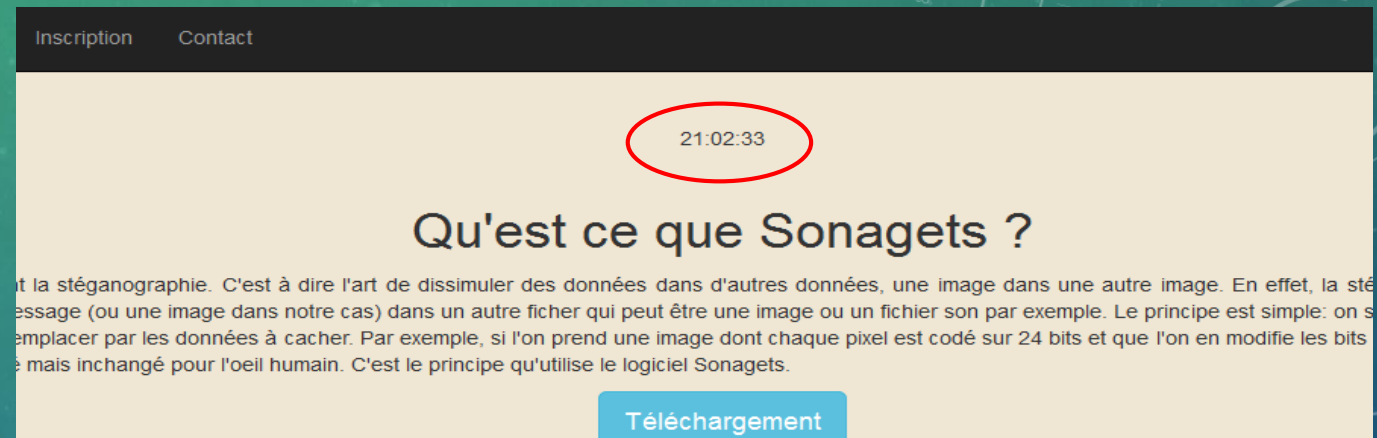 Inscription Contact
21:02:33
Qu'est ce que Sonagets ?
la stéganographie. C'est à dire l'art de dissimuler des données dans d'autres données, une image dans une autre image. En effet, la
(ou une image dans notre cas) dans un autre ficher qui peut être une image ou un fichier son par exemple. Le principe est simple: on
par les données à cacher. Par exemple, si l'on prend une image dont chaque pixel est codé sur 24 bits et que l'on en modifie les bits
mais inchangé pour l'oeil humain. C'est le principe qu'utilise le logiciel Sonagets.
Téléchargement